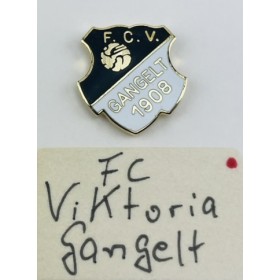 F.C.V.
GANGELT
1908
FC
Viktoria
Gangelt